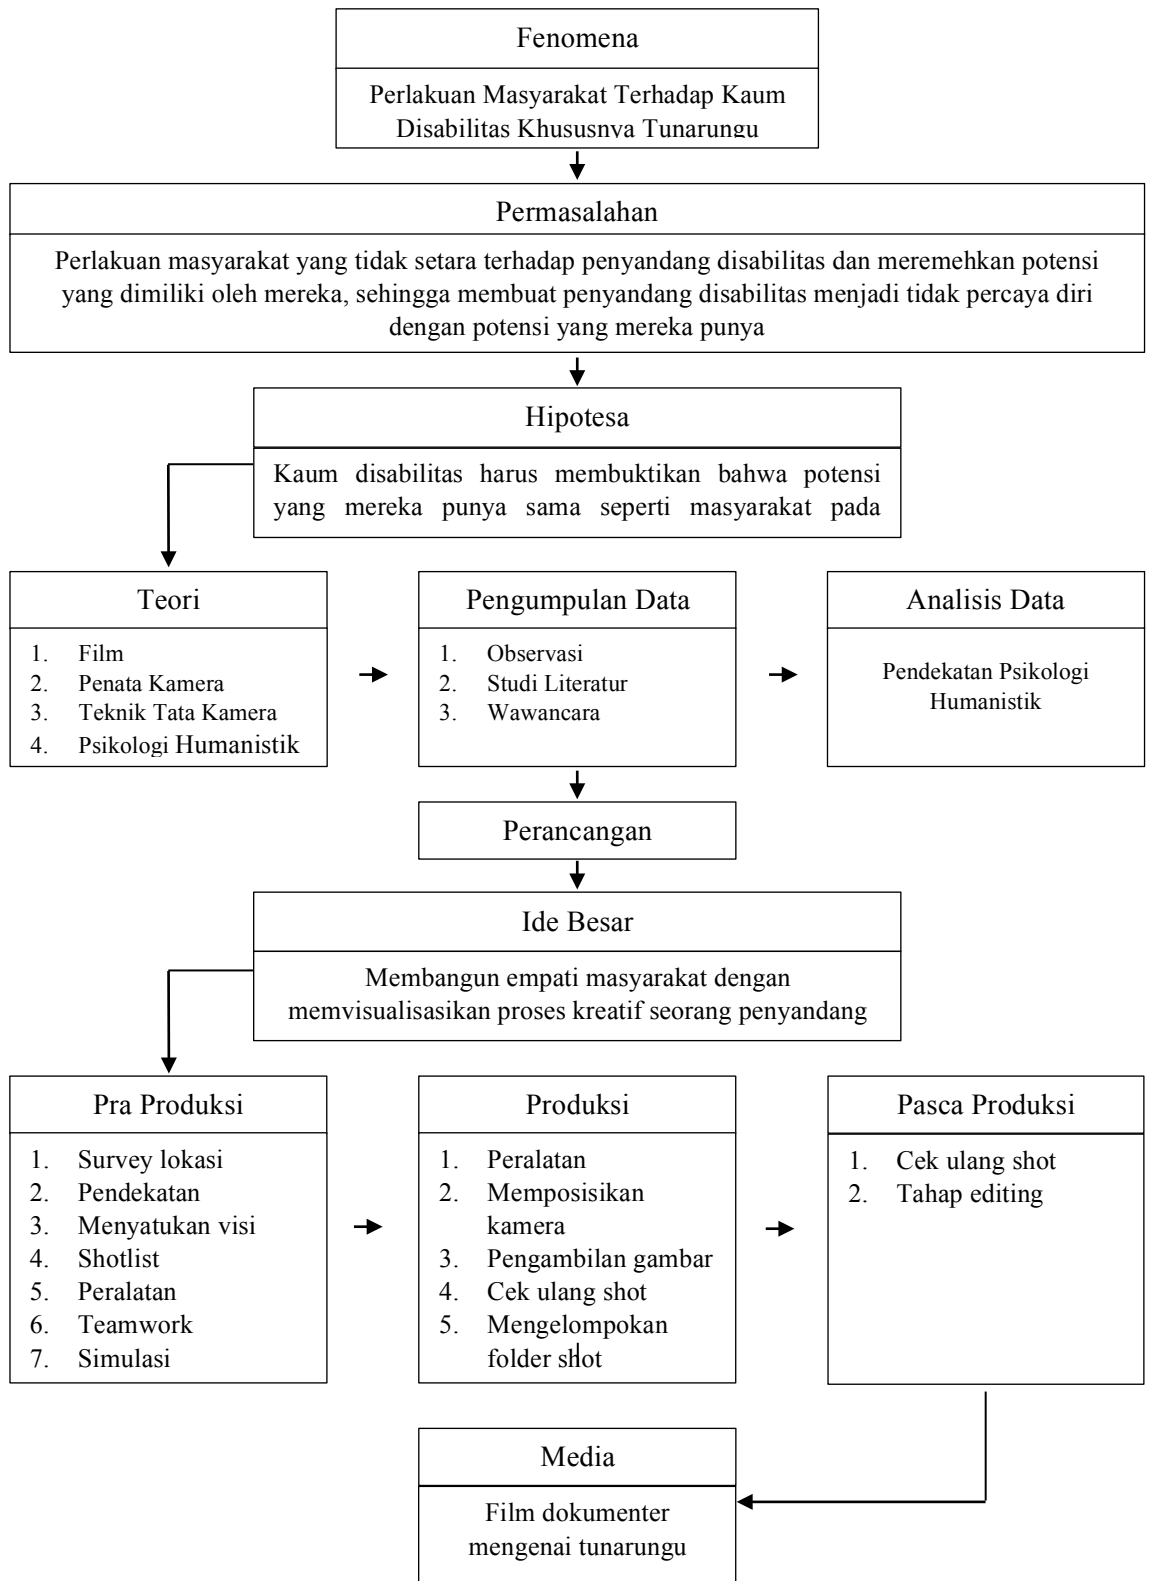 Fenomena
Perlakuan Masyarakat Terhadap Kaum
Disabilitas Khususnya Tunarungu
Permasalahan
Perlakuan masyarakat yang tidak setara terhadap penyandang disabilitas dan meremehkan potensi
yang dimiliki oleh mereka, sehingga membuat penyandang disabilitas menjadi tidak percaya diri
dengan potensi yang mereka punya
Hipotesa
Kaum disabilitas harus membuktikan bahwa potensi
yang mereka punya sama seperti masyarakat pada
Teori
1. Film
2. Penata Kamera
3. Teknik Tata Kamera
4. Psikologi Humanistik
Pengumpulan Data
1. Observasi
2. Studi Literatur
3. Wawancara
Analisis Data
Pendekatan Psikologi
Humanistik
Perancangan
Ide Besar
Membangun empati masyarakat dengan
memvisualisasikan proses kreatif seorang penyandang
Pra Produksi
1. Survey lokasi
2. Pendekatan
3. Menyatukan visi
4. Shotlist
5. Peralatan
6. Teamwork
7. Simulasi
Produksi
1. Peralatan
2. Memposisikan
kamera
3. Pengambilan gambar
4. Cek ulang shot
5. Mengelompokan
folder shot
Pasca Produksi
1. Cek ulang shot
2. Tahap editing
Media
Film dokumenter
mengenai tunarungu